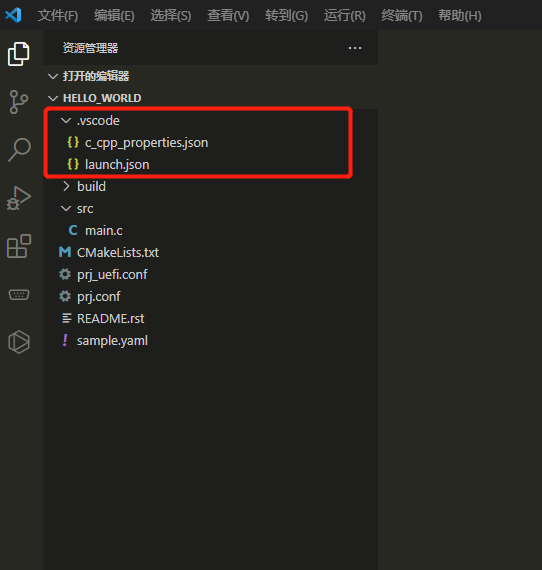 文件(F) 编辑(E) 选择(S) 查看(V) 转到(G) 运行(R) 终端(T) 帮助(H)
资源管理器 ···
打开的编辑器
HELLO_WORLD
.vscode
{} c_cpp_properties.json
{} launch.json
build
src
C main.c
M CMakeLists.txt
prj_uefi.conf
prj.conf
README.rst
! sample.yaml